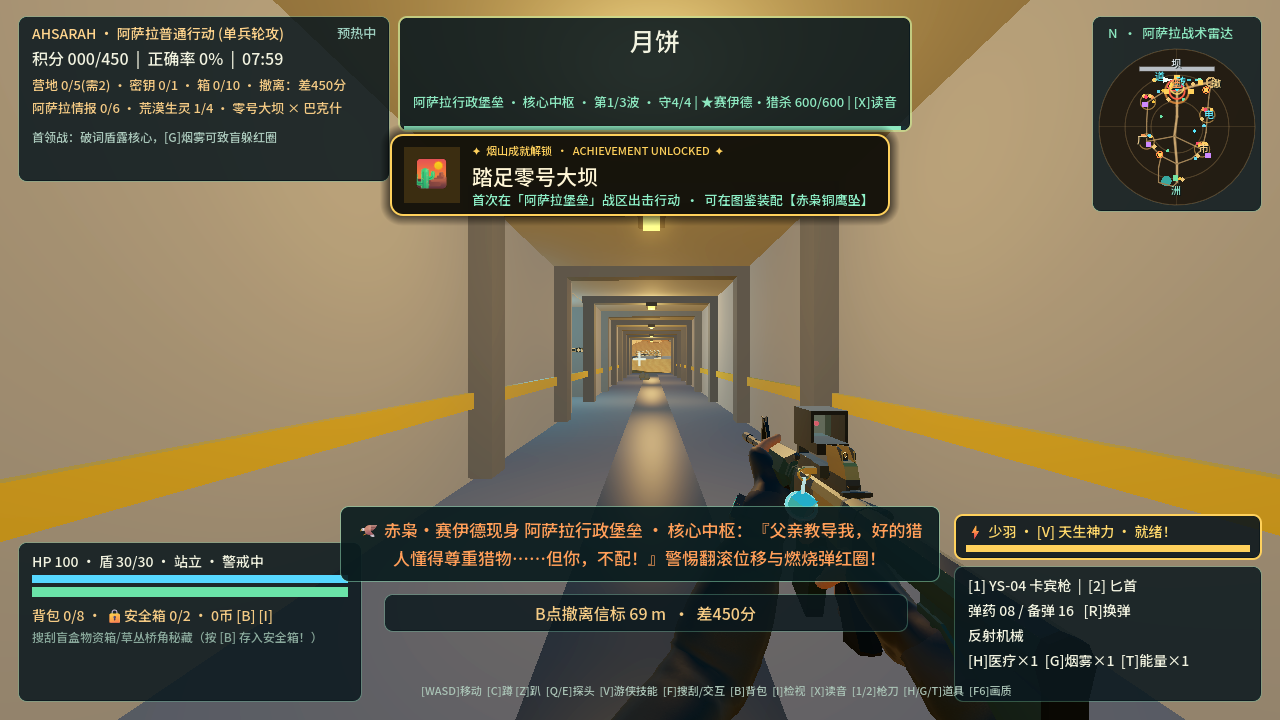 AHSARAH · 阿萨拉普通行动 (单兵轮攻) 预热中
积分 000/450 | 正确率 0% | 07:59
营地 0/5(需2) · 密钥 0/1 · 箱 0/10 · 撤离: 差450分
阿萨拉情报 0/6 · 荒漠生灵 1/4 · 零号大坝 × 巴克什
首领战: 破词盾露核心, [G]烟雾可致盲躲红圈
月饼
阿萨拉行政堡垒 · 核心中枢 · 第1/3波 · 守4/4 | ★赛伊德·猎杀 600/600 | [X]读音
N · 阿萨拉战术雷达
坝
电
市
洲
✦ 烟山成就解锁 · ACHIEVEMENT UNLOCKED ✦
踏足零号大坝
首次在「阿萨拉堡垒」战区出击行动 · 可在图鉴装配【赤枭铜鹰坠】
赤枭·赛伊德现身 阿萨拉行政堡垒 · 核心中枢: 『父亲教导我, 好的猎
人懂得尊重猎物……但你, 不配! 』警惕翻滚位移与燃烧弹红圈!
B点撤离信标 69 m · 差450分
HP 100 · 盾 30/30 · 站立 · 警戒中
背包 0/8 · 安全箱 0/2 · 0币 [B] [I]
搜刮盲盒物资箱/草丛桥角秘藏（按 [B] 存入安全箱! ）
少羽 · [V] 天生神力 · 就绪!
[1] YS-04 卡宾枪 | [2] 匕首
弹药 08 / 备弹 16 [R]换弹
反射机械
[H]医疗×1 [G]烟雾×1 [T]能量×1
[WASD]移动 [C]蹲 [Z]趴 [Q/E]探头 [V]游侠技能 [F]搜刮/交互 [B]背包 [I]检视 [X]读音 [1/2]枪刀 [H/G/T]道具 [F6]画质